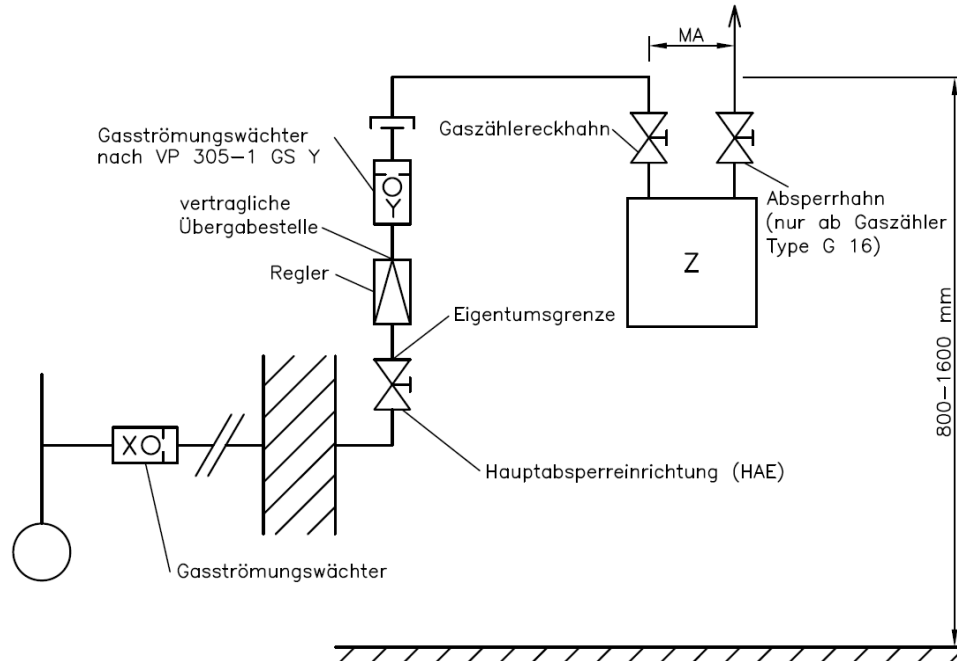 MA
Gasströmungswächter
nach VP 305-1 GS Y
Gaszählereckhahn
Y
vertragliche
Übergabestelle
Absperrhahn
(nur ab Gaszähler
Type G 16)
Z
Regler
Eigentumsgrenze
800-1600 mm
X
Hauptabsperreinrichtung (HAE)
Gasströmungswächter